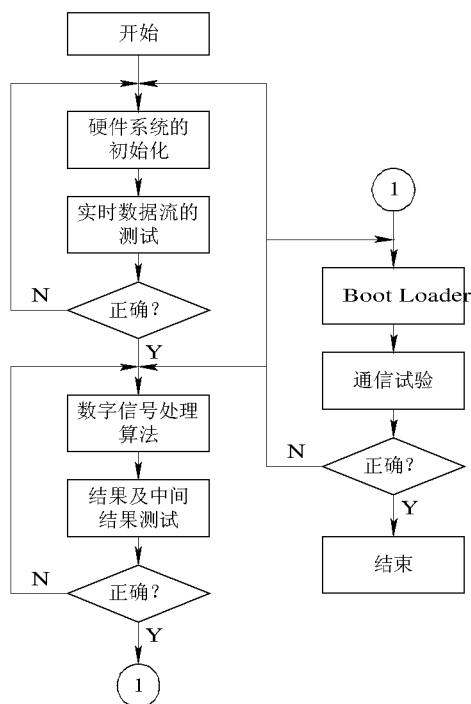 开始
硬件系统的
初始化
实时数据流的
测试
正确?
N
Y
数字信号处理
算法
结果及中间
结果测试
正确?
N
Y
1
1
Boot Loader
通信试验
正确?
N
Y
结束